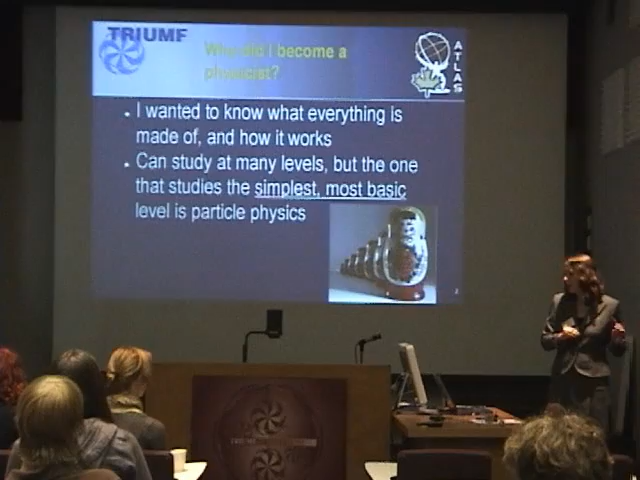 TRIUMF
Why did I become a
physicist?
ATLAS
• I wanted to know what everything is
made of, and how it works
• Can study at many levels, but the one
that studies the simplest, most basic
level is particle physics